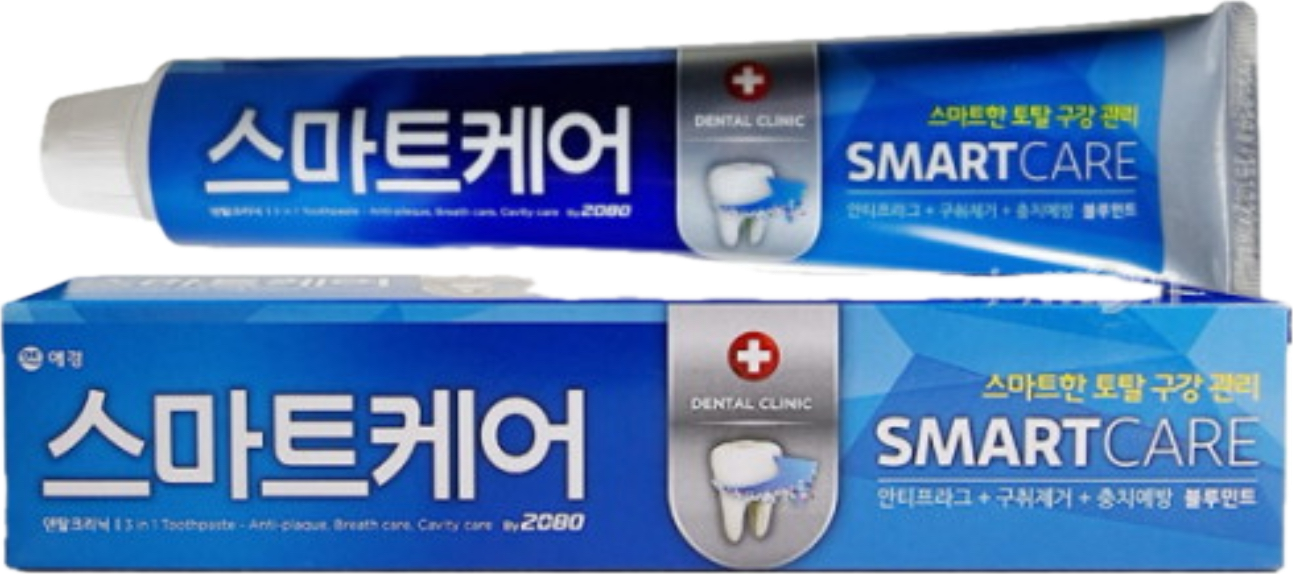 스마트케어
덴탈크리닉 3 in 1 Toothpaste - Anti-plaque, Breath care, Cavity care By 2080
DENTAL CLINIC
스마트한 토탈 구강 관리
SMARTCARE
안티프라그 + 구취제거 + 충치예방 블루민트
애경
스마트케어
덴탈크리닉 3 in 1 Toothpaste - Anti-plaque, Breath care, Cavity care By 2080
DENTAL CLINIC
스마트한 토탈 구강 관리
SMARTCARE
안티프라그 + 구취제거 + 충치예방 블루민트